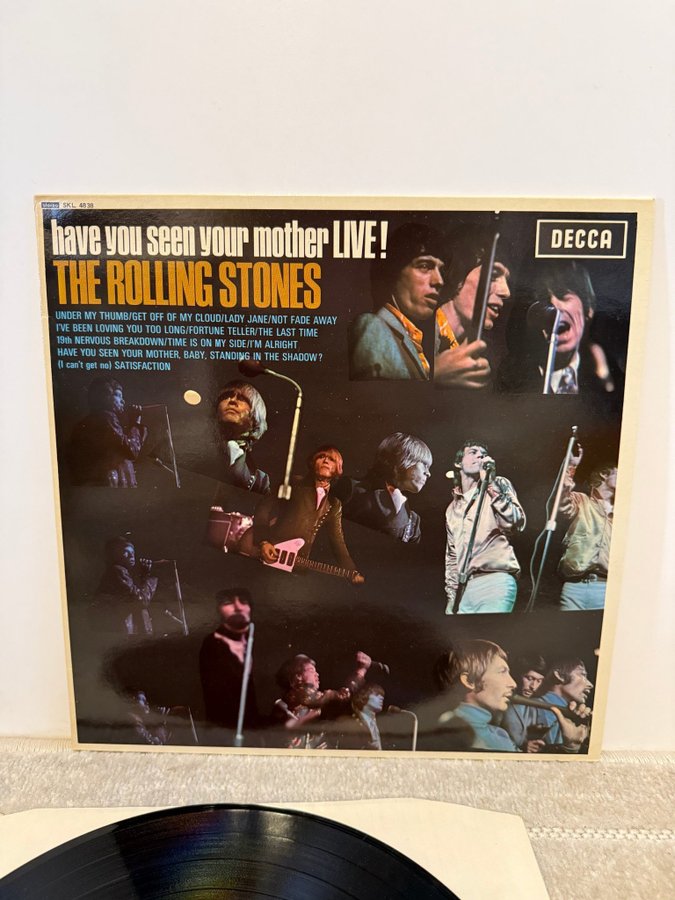 stereo SKL. 4838
have you seen your mother LIVE!
DECCA
THE ROLLING STONES
UNDER MY THUMB/GET OFF OF MY CLOUD/LADY JANE/NOT FADE AWAY
I'VE BEEN LOVING YOU TOO LONG/FORTUNE TELLER/THE LAST TIME
19th NERVOUS BREAKDOWN/TIME IS ON MY SIDE/I'M ALRIGHT
HAVE YOU SEEN YOUR MOTHER, BABY, STANDING IN THE SHADOW?
(I can't get no) SATISFACTION